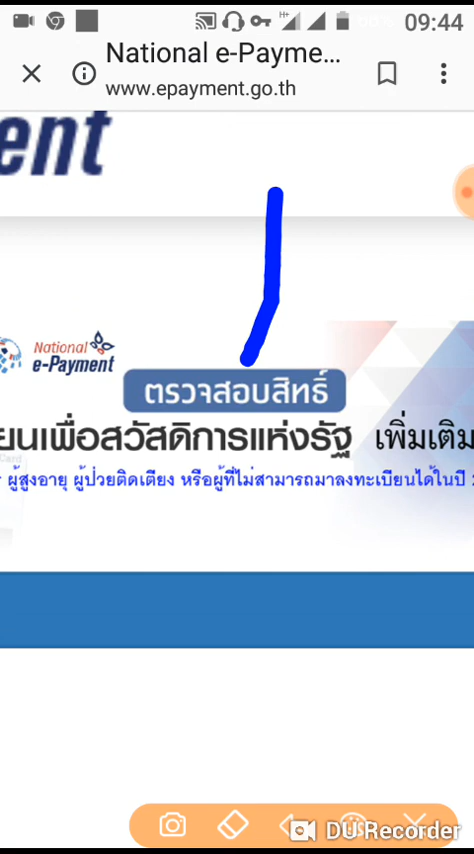 09:44
National e-Payme...
www.epayment.go.th
ent
National
e-Payment
ตรวจสอบสิทธิ์
ยนเพื่อสวัสดิการแห่งรัฐ เพิ่มเติม
Card
ผู้สูงอายุ ผู้ป่วยติดเตียง หรือผู้ที่ไม่สามารถมาลงทะเบียนได้ในปี
DU Recorder